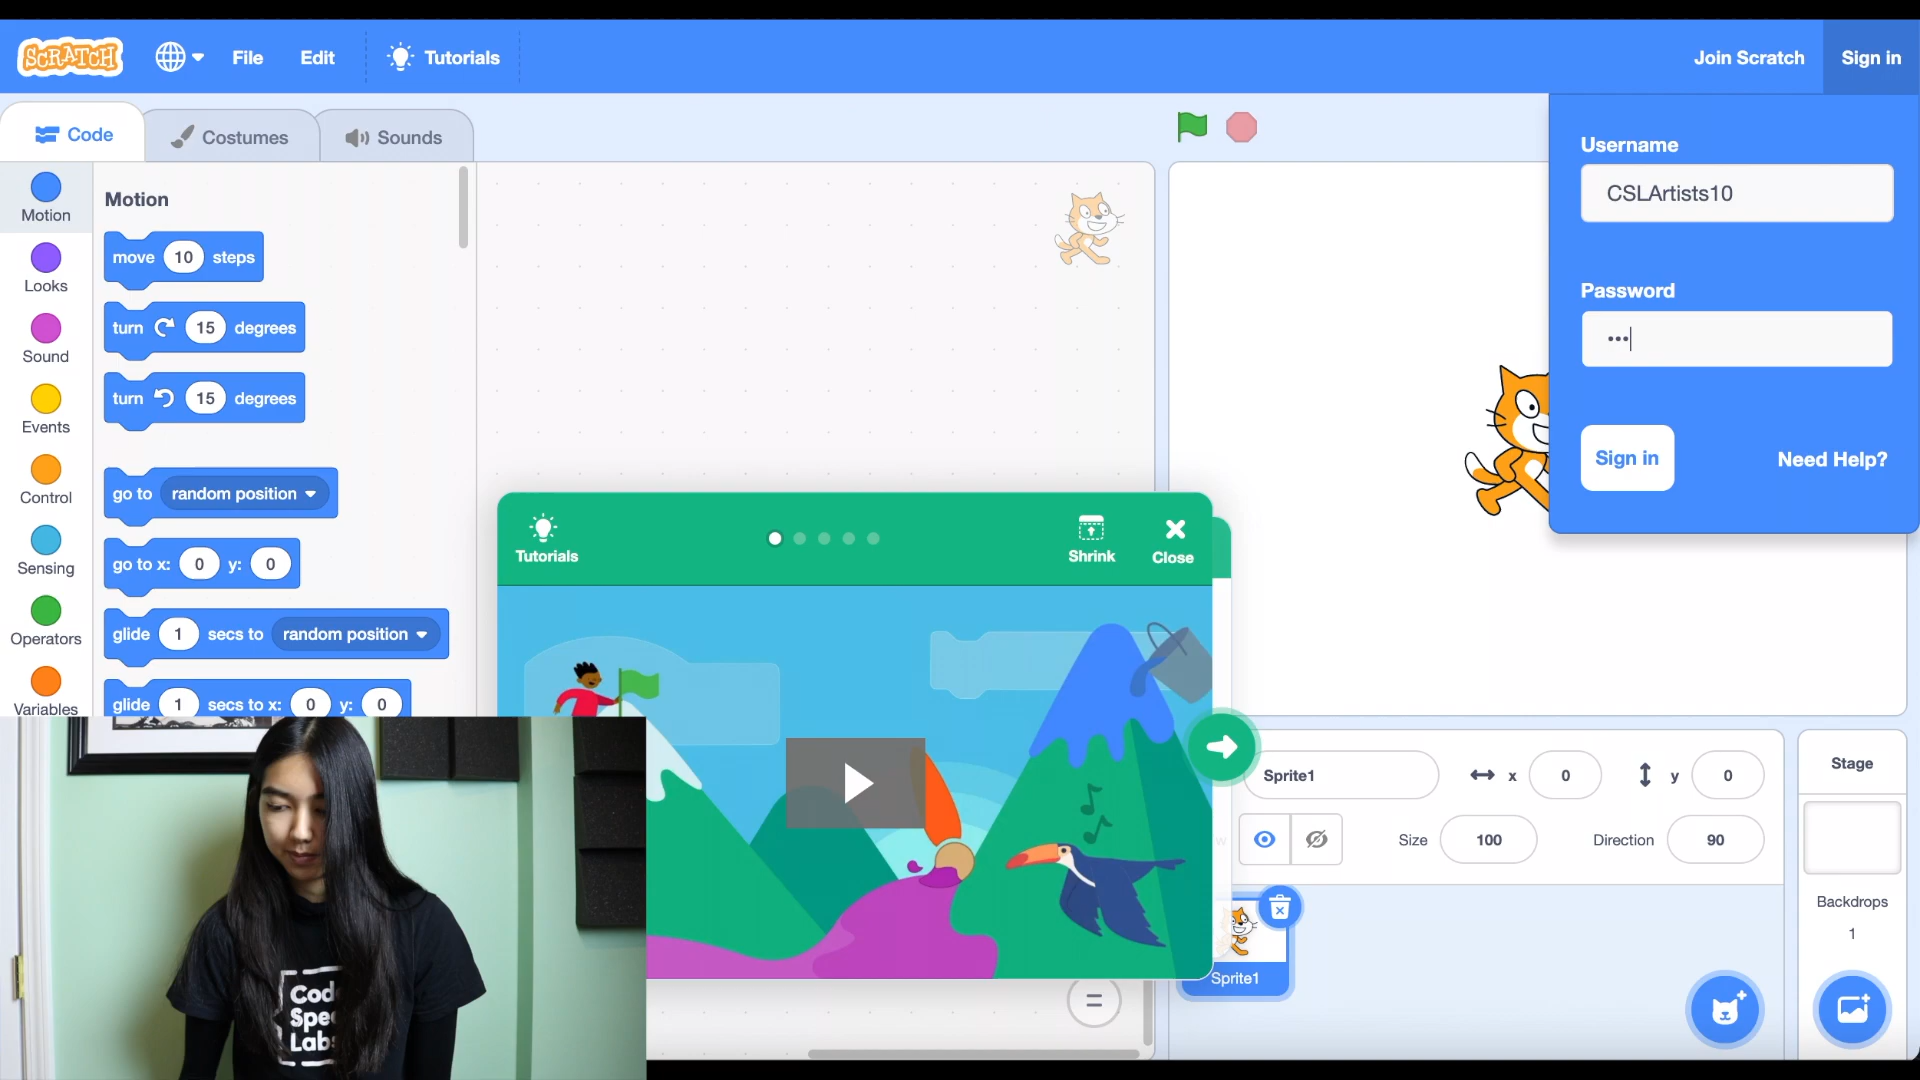 SCRATCH File Edit Tutorials Join Scratch Sign in
Code Costumes Sounds
Motion
Looks
Sound
Events
Control
Sensing
Operators
Variables
Motion
move 10 steps
turn 15 degrees
turn 15 degrees
go to random position
go to x: 0 y: 0
glide 1 secs to random position
glide 1 secs to x: 0 y: 0
Tutorials Shrink Close
Username
CSLArtists10
Password
•••
Sign in Need Help?
Sprite1 x 0 y 0
Size 100 Direction 90
Sprite1
Stage
Backdrops
1
Code
Labs